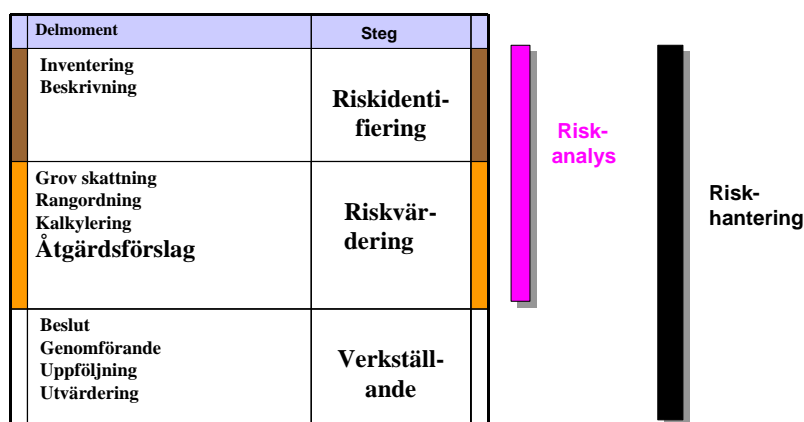 Delmoment
Steg
Inventering
Beskrivning
Riskidenti-
fiering
Grov skattning
Rangordning
Kalkylering
Åtgärdsförslag
Riskvär-
dering
Beslut
Genomförande
Uppföljning
Utvärdering
Verkställ-
ande
Risk-
analys
Risk-
hantering